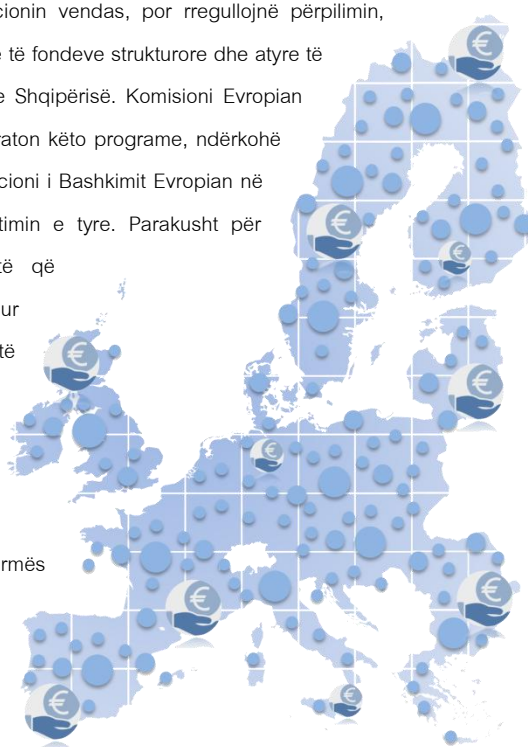 cionin vendas, por rregullojnë përpilimin,
e të fondeve strukturore dhe atyre të
e Shqipërisë. Komisioni Evropian
raton këto programe, ndërkohë
cioni i Bashkimit Evropian në
timin e tyre. Parakusht për
të që
ur
të
rmës